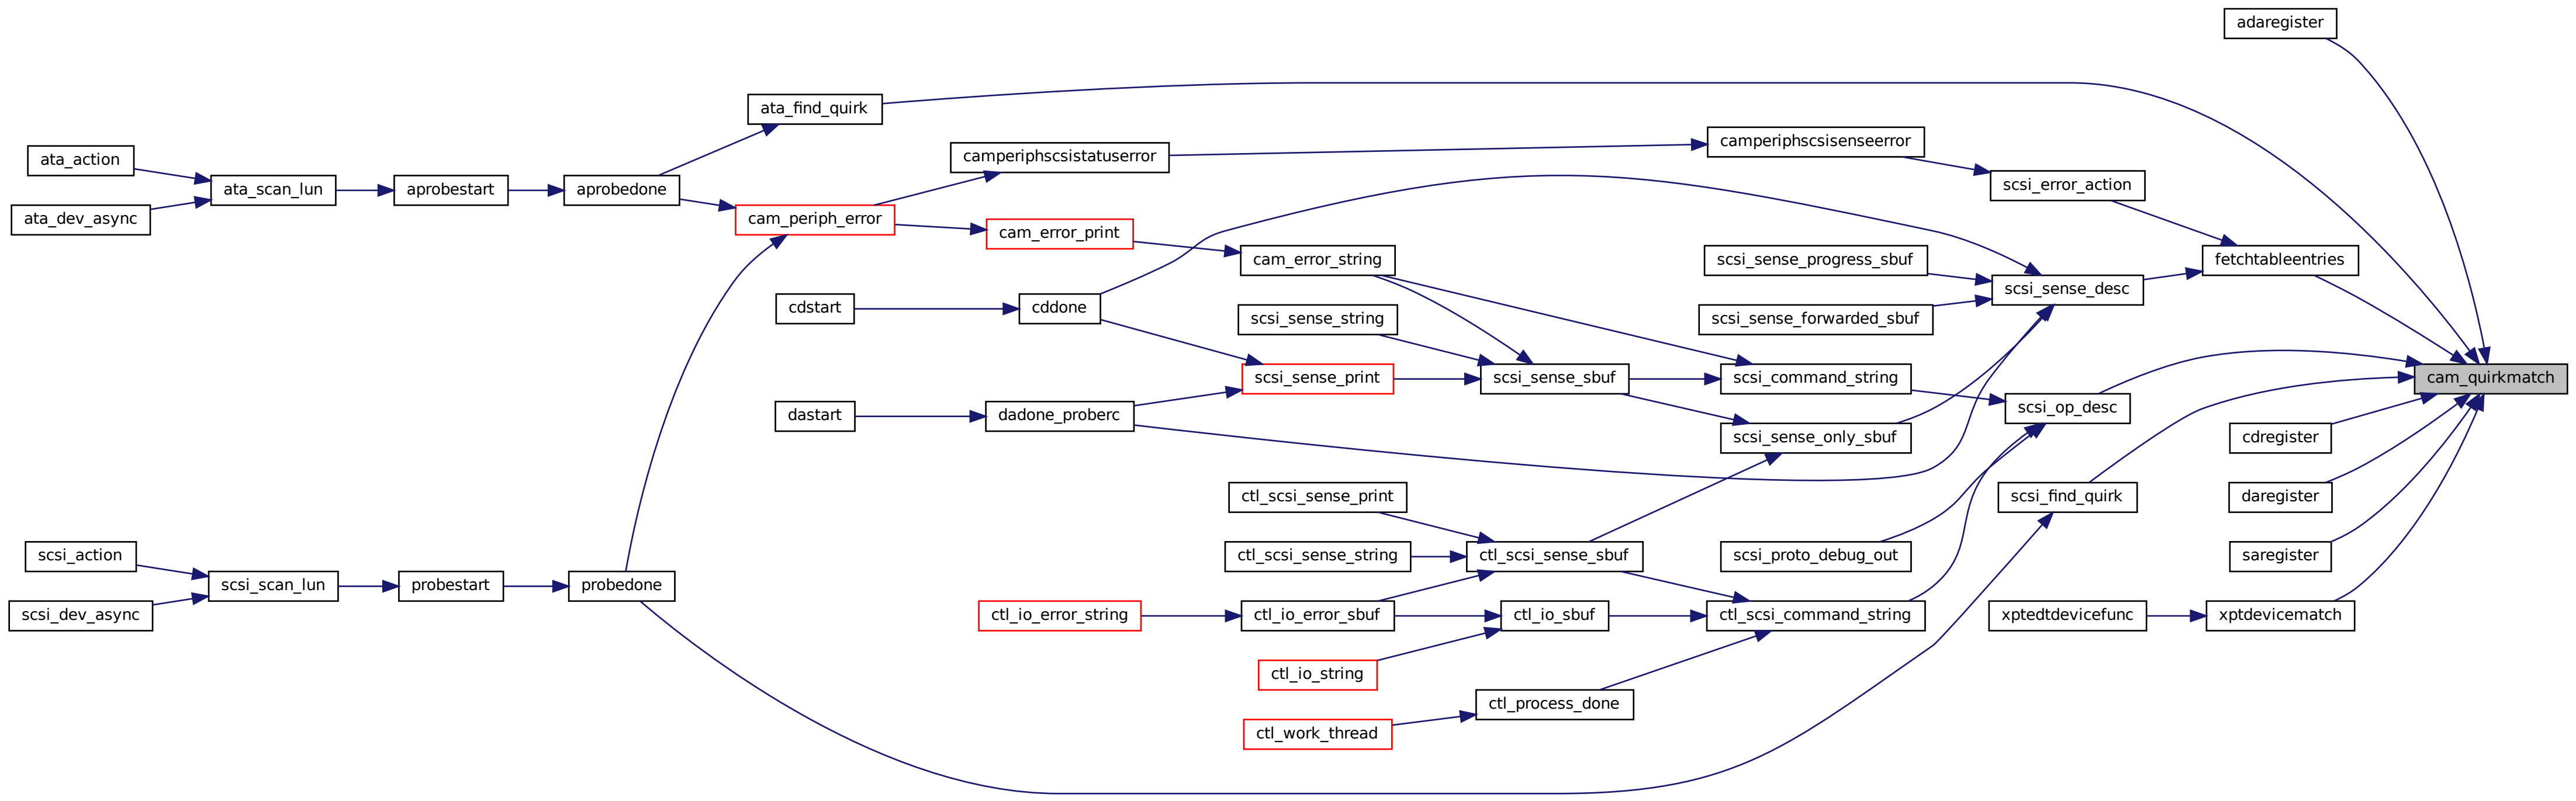 adaregister
ata_find_quirk
camperiphscsisenseerror
camperiphscsistatuserror
ata_action
scsi_error_action
ata_scan_lun
aprobestart
aprobedone
ata_dev_async
cam_periph_error
cam_error_print
cam_error_string
scsi_sense_progress_sbuf
fetchtableentries
scsi_sense_desc
cdstart
cddone
scsi_sense_string
scsi_sense_forwarded_sbuf
scsi_sense_print
scsi_sense_sbuf
scsi_command_string
cam_quirkmatch
dastart
dadone_proberc
scsi_op_desc
scsi_sense_only_sbuf
cdregister
ctl_scsi_sense_print
scsi_find_quirk
daregister
scsi_action
ctl_scsi_sense_string
ctl_scsi_sense_sbuf
scsi_proto_debug_out
saregister
scsi_scan_lun
probestart
probedone
scsi_dev_async
ctl_io_error_string
ctl_io_error_sbuf
ctl_io_sbuf
ctl_scsi_command_string
xptedtdevicefunc
xptdevicematch
ctl_io_string
ctl_process_done
ctl_work_thread